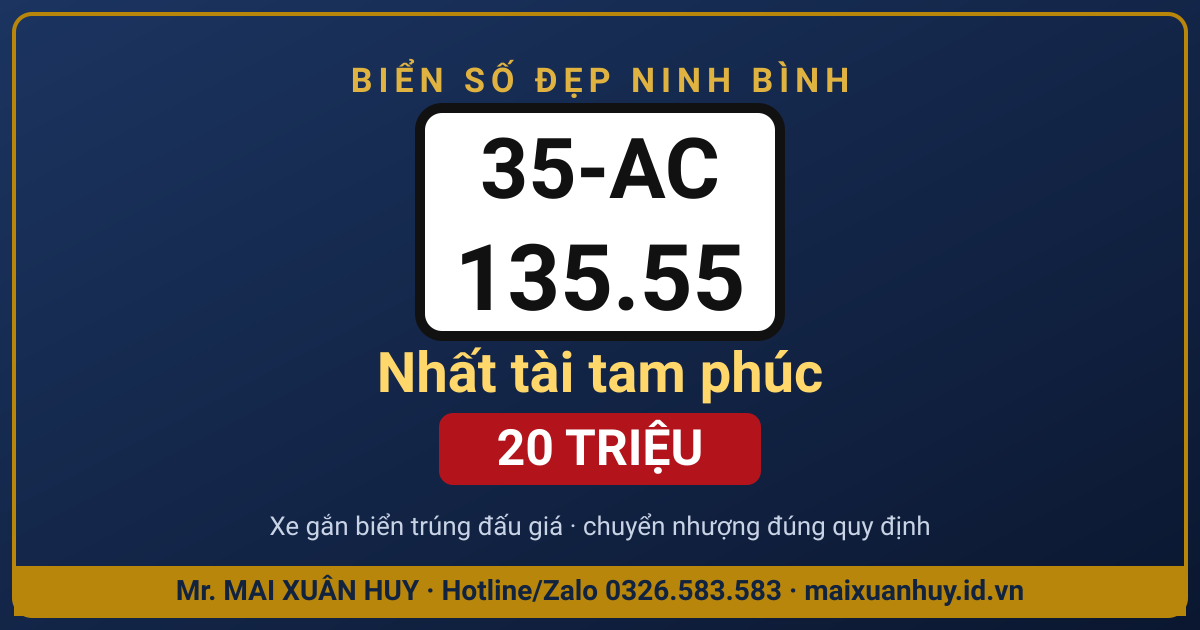 BIỂN SỐ ĐẸP NINH BÌNH
35-AC
135.55
Nhất tài tam phúc
20 TRIỆU
Xe gắn biển trúng đấu giá · chuyển nhượng đúng quy định
Mr. MAI XUÂN HUY · Hotline/Zalo 0326.583.583 · maixuanhuy.id.vn